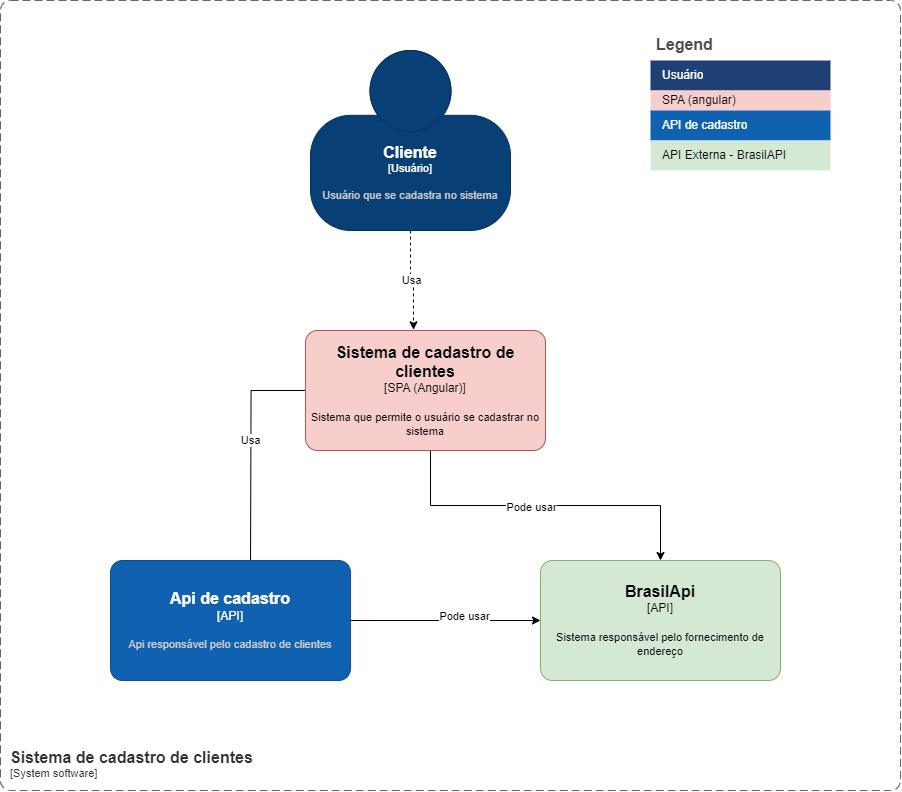 Legend
Usuário
SPA (angular)
API de cadastro
API Externa - BrasilAPI
Cliente
[Usuário]
Usuário que se cadastra no sistema
Usa
Sistema de cadastro de
clientes
[SPA (Angular)]
Sistema que permite o usuário se cadastrar no
sistema
Usa
Pode usar
Api de cadastro
[API]
Api responsável pelo cadastro de clientes
Pode usar
BrasilApi
[API]
Sistema responsável pelo fornecimento de
endereço
Sistema de cadastro de clientes
[System software]